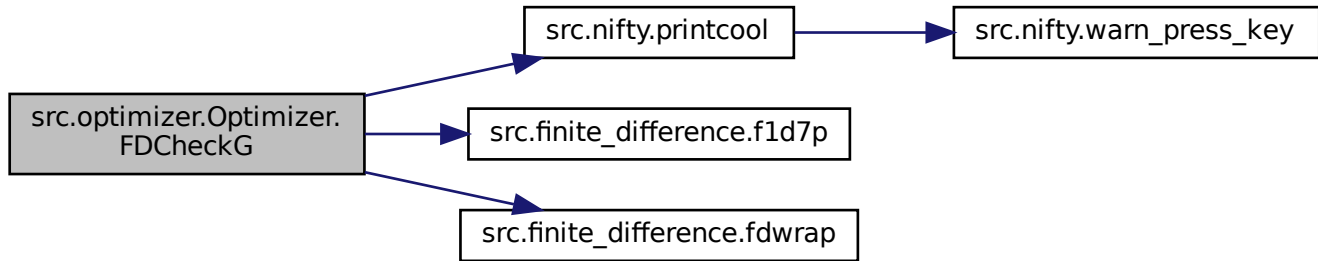 src.optimizer.Optimizer.
FDCheckG
src.nifty.printcool
src.nifty.warn_press_key
src.finite_difference.f1d7p
src.finite_difference.fdwrap